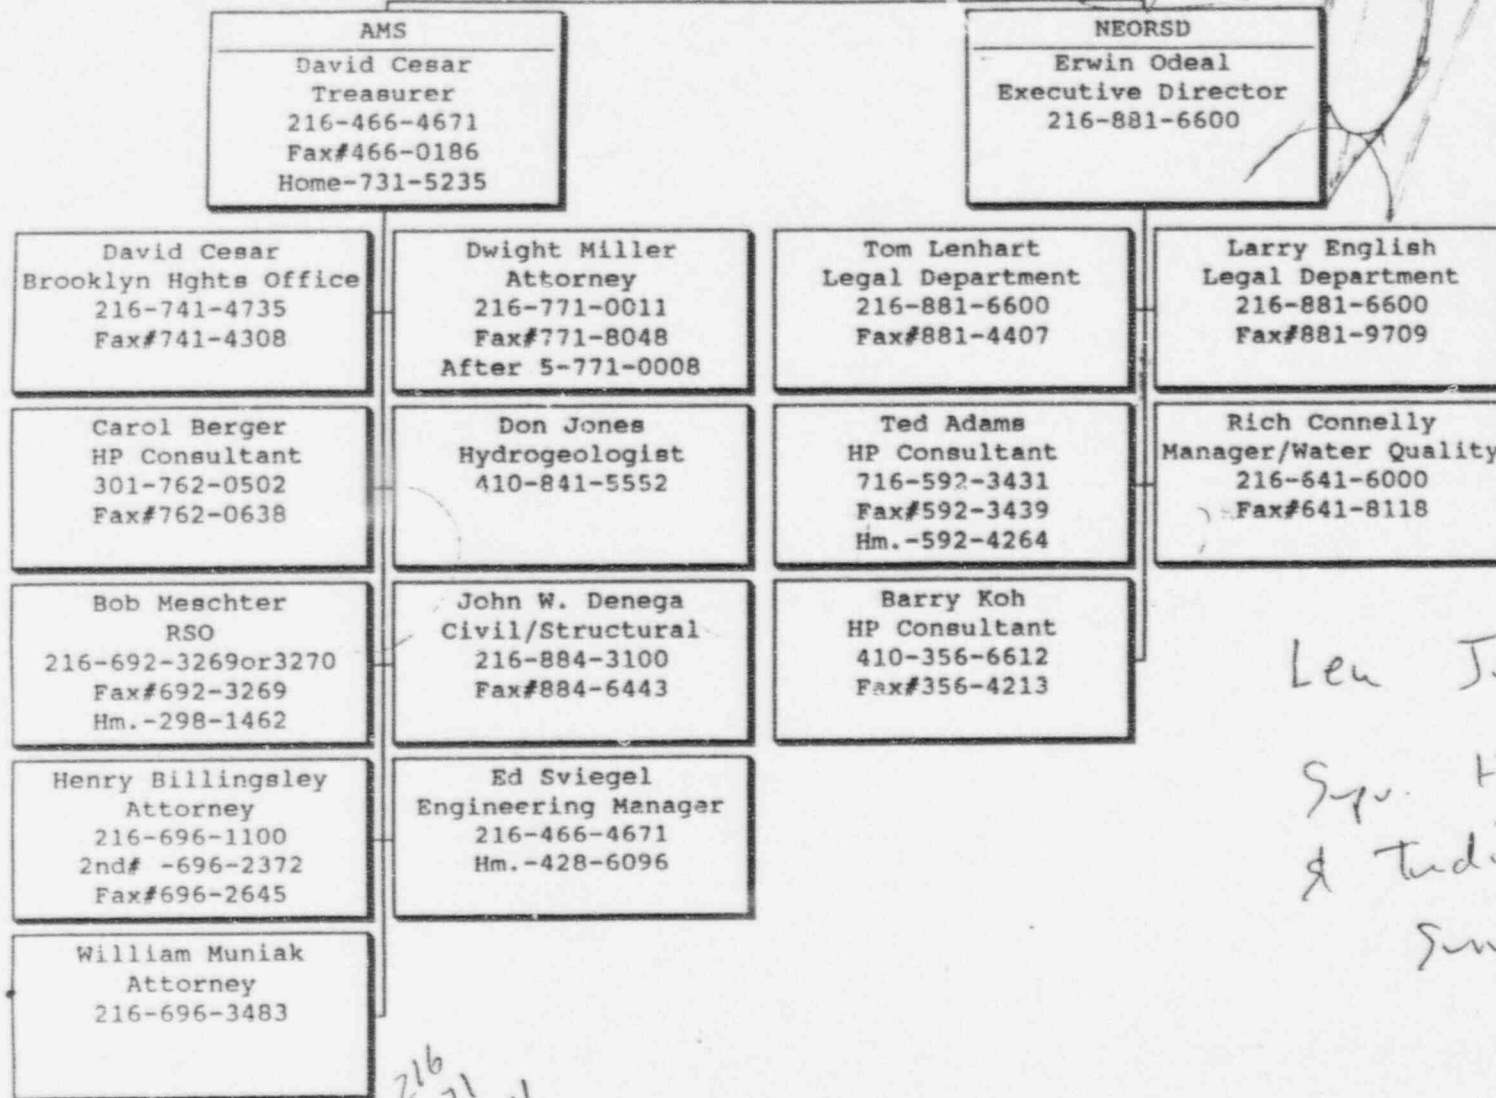 AMS
David Cesar
Treasurer
216-466-4671
Fax#466-0186
Home-731-5235
NEORSD
Erwin Odeal
Executive Director
216-881-6600
David Cesar
Brooklyn Hghts Office
216-741-4735
Fax#741-4308
Dwight Miller
Attorney
216-771-0011
Fax#771-8048
After 5-771-0008
Tom Lenhart
Legal Department
216-881-6600
Fax#881-4407
Larry English
Legal Department
216-881-6600
Fax#881-9709
Carol Berger
HP Consultant
301-762-0502
Fax#762-0638
Don Jones
Hydrogeologist
410-841-5552
Ted Adams
HP Consultant
716-592-3431
Fax#592-3439
Hm.-592-4264
Rich Connelly
Manager/Water Quality
216-641-6000
Fax#641-8118
Bob Meschter
RSO
216-692-3269or3270
Fax#692-3269
Hm.-298-1462
John W. Denega
Civil/Structural
216-884-3100
Fax#884-6443
Barry Koh
HP Consultant
410-356-6612
Fax#356-4213
Henry Billingsley
Attorney
216-696-1100
2nd# -696-2372
Fax#696-2645
Ed Sviegel
Engineering Manager
216-466-4671
Hm.-428-6096
William Muniak
Attorney
216-696-3483
Len
Spv.
&
216